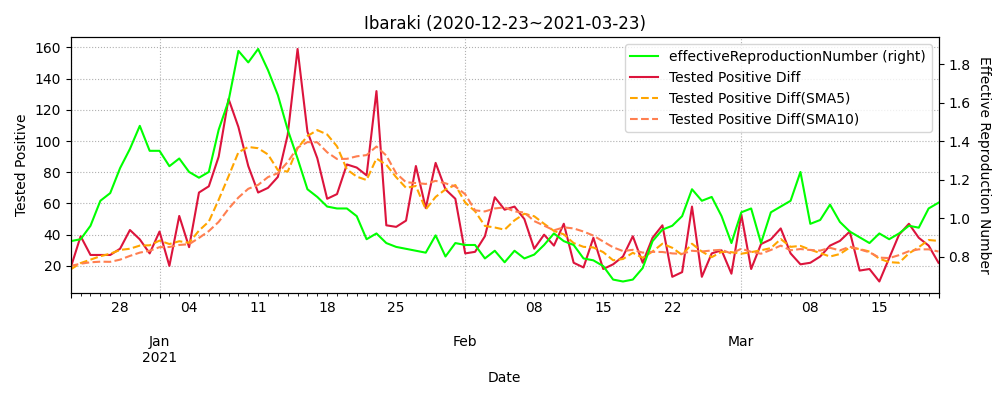 Ibaraki (2020-12-23~2021-03-23)
effectiveReproductionNumber (right)
Tested Positive Diff
Tested Positive Diff(SMA5)
Tested Positive Diff(SMA10)
Tested Positive
160
140
120
100
80
60
40
20
1.8
1.6
1.4
1.2
1.0
0.8
Effective Reproduction Number
28 04 11 18 25 08 15 22 08 15
Jan Feb Mar
2021
Date